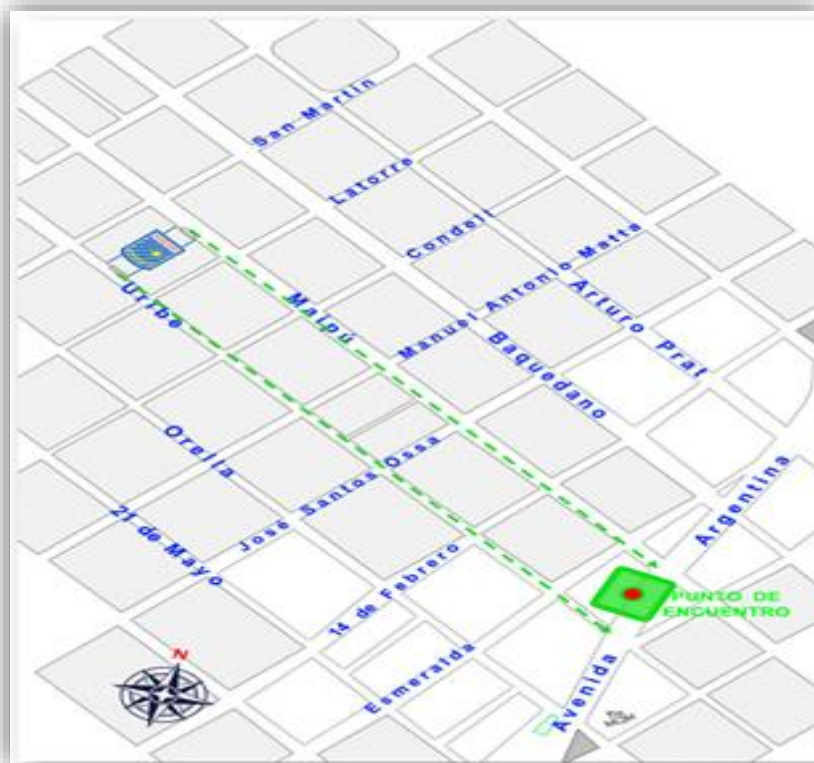 San Martin
Latorre
Condell
Manuel Antonio Matta
Arturo Prat
Maipú
Baquedano
Uribe
Orella
José Santos Ossa
21 de Mayo
14 de Febrero
Esmeralda
Avenida Argentina
PUNTO DE
ENCUENTRO
N